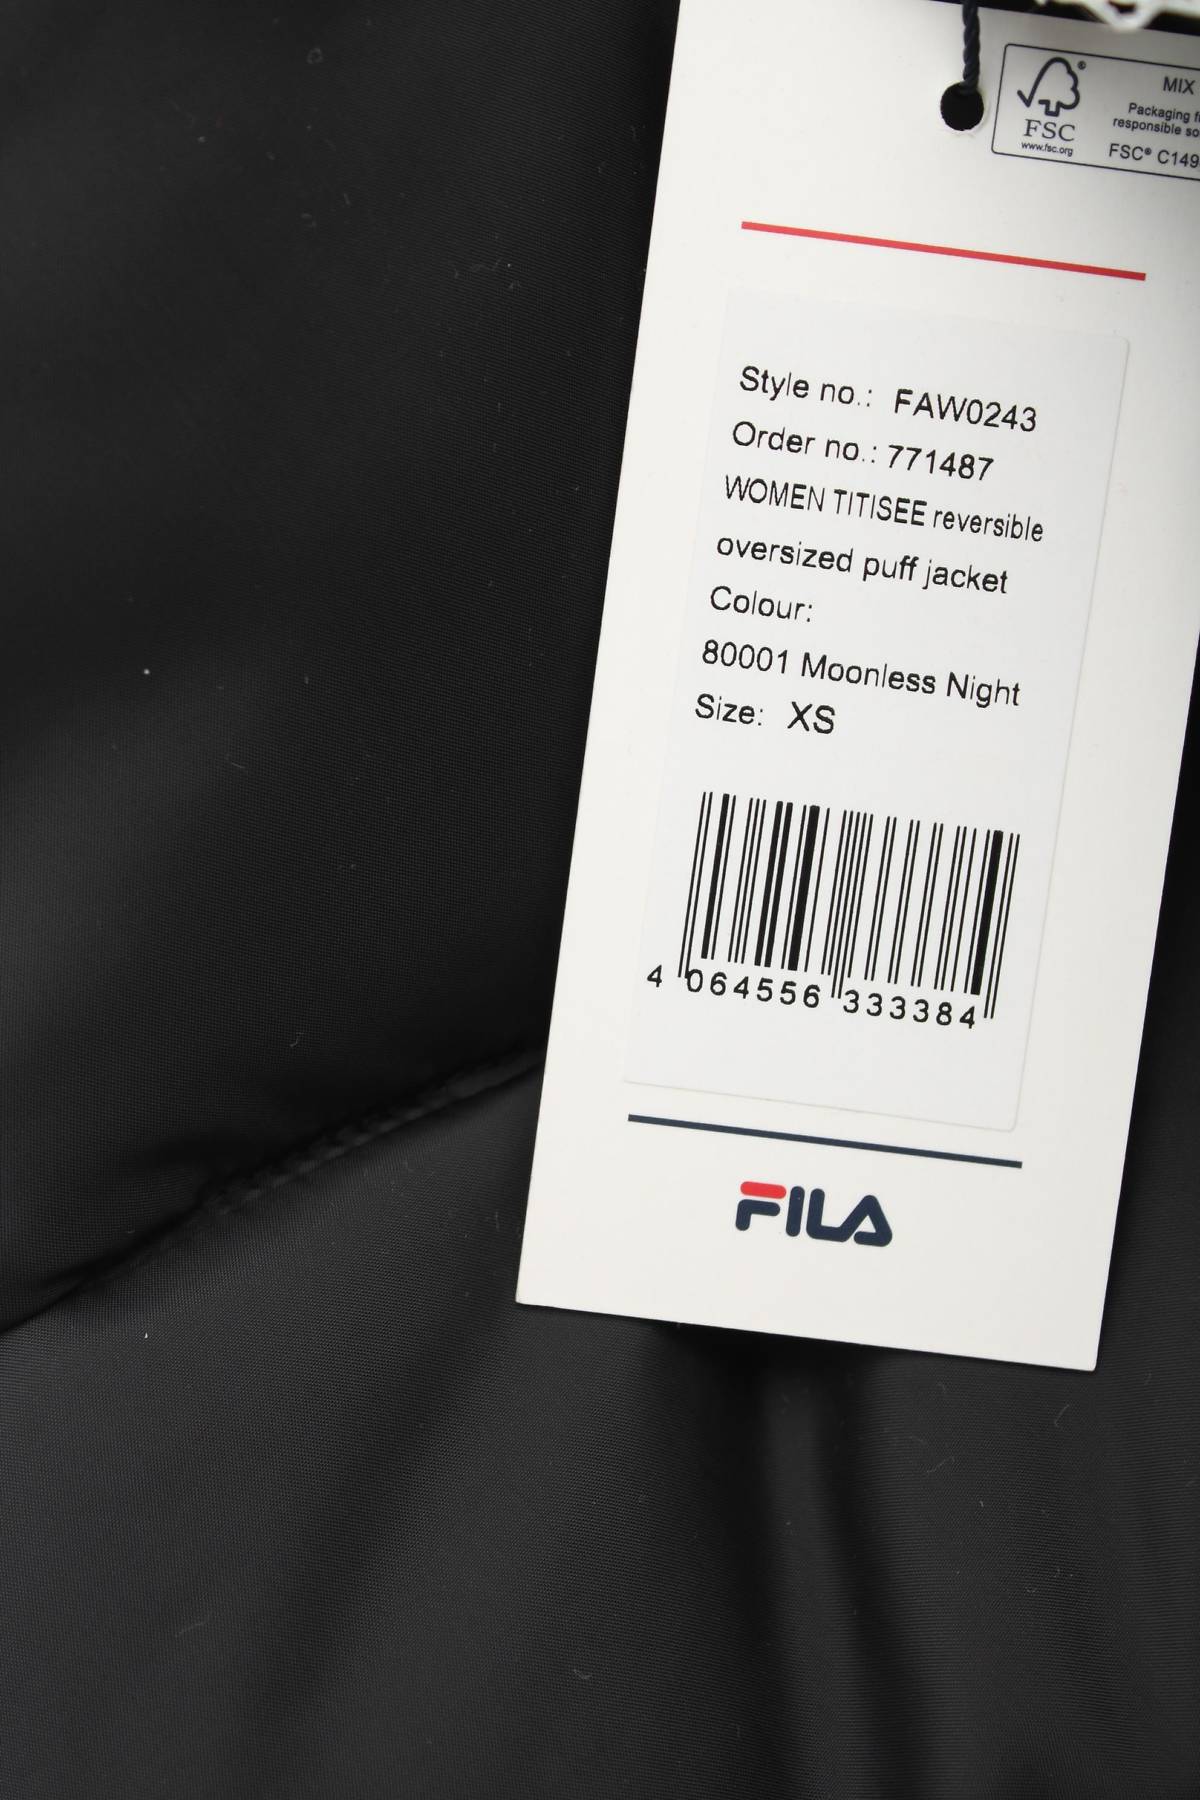 FSC
www.fsc.org
MIX
Packaging
responsible
FSC® C149
Style no.: FAW0243
Order no.: 771487
WOMEN TITISEE reversible
oversized puff jacket
Colour:
80001 Moonless Night
Size: XS
4 064556 333384
FILA